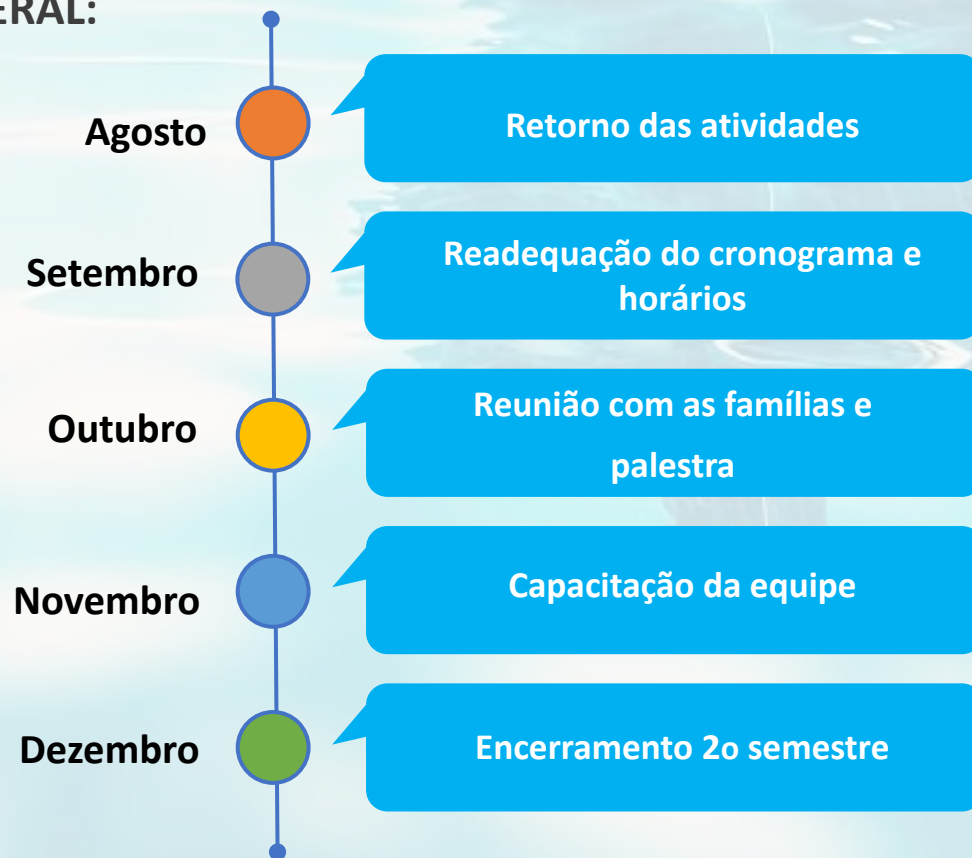 ERAL:
Agosto
Retorno das atividades
Setembro
Readequação do cronograma e
horários
Outubro
Reunião com as famílias e
palestra
Novembro
Capacitação da equipe
Dezembro
Encerramento 2o semestre